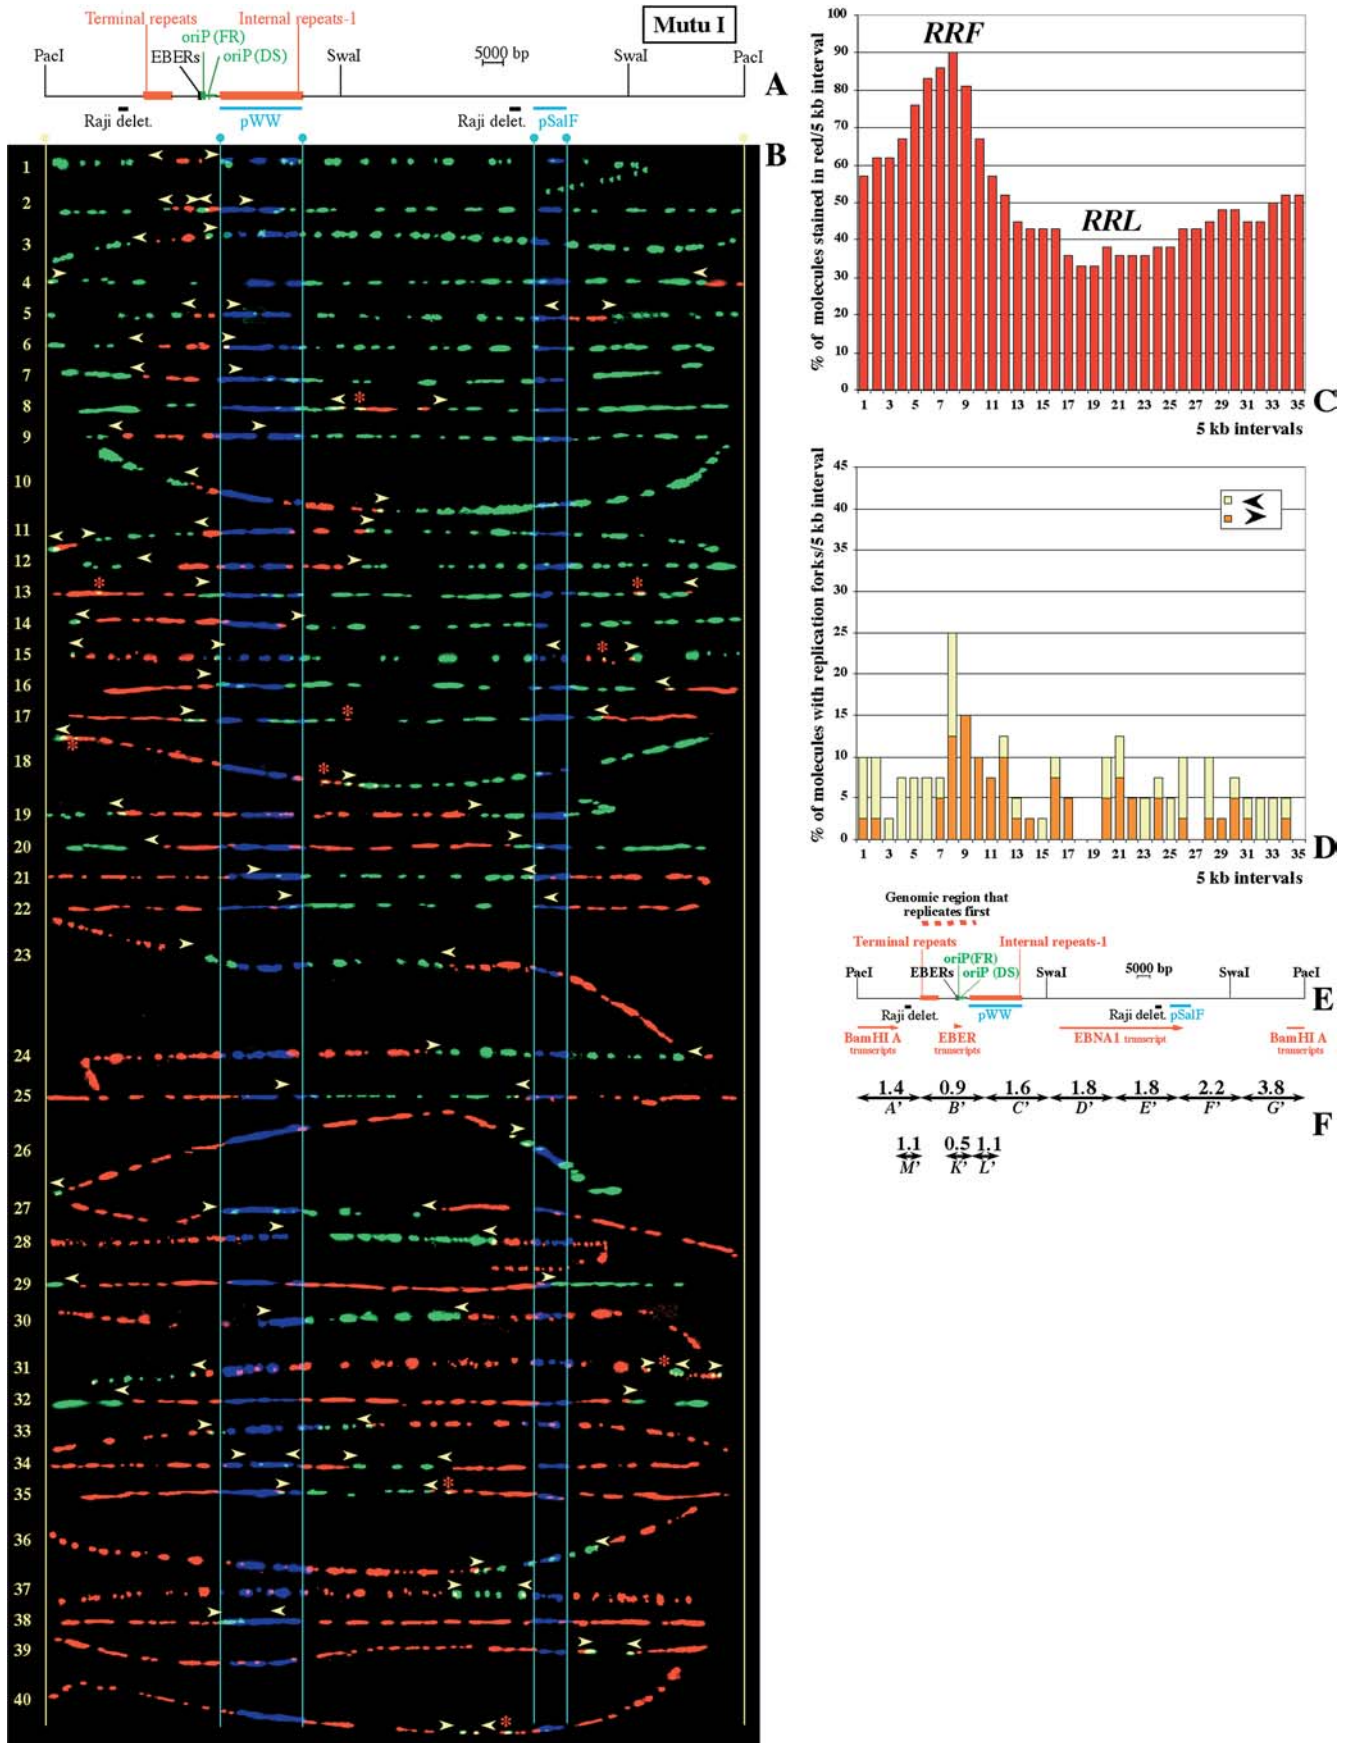 Terminal repeats
Internal repeats-1
Mutu I
oriP (FR)
EBERs
oriP (DS)
PacI
SwaI
5000 bp
SwaI
PacI
A
Raji delet.
pWW
Raji delet.
pSalF
B
1
2
3
4
5
6
7
8
9
10
11
12
13
14
15
16
17
18
19
20
21
22
23
24
25
26
27
28
29
30
31
32
33
34
35
36
37
38
39
40
% of molecules stained in red/5 kb interval
100
90
80
70
60
50
40
30
20
10
0
RRF
RRL
1 3 5 7 9 11 13 15 17 19 21 23 25 27 29 31 33 35
5 kb intervals
C
% of molecules with replication forks/5 kb interval
45
40
35
30
25
20
15
10
5
0
1 3 5 7 9 11 13 15 17 19 21 23 25 27 29 31 33 35
5 kb intervals
D
Genomic region that
replicates first
Terminal repeats
Internal repeats-1
oriP(FR)
PacI
EBERs
oriP (DS)
SwaI
5000 bp
SwaI
PacI
E
Raji delet.
pWW
Raji delet.
pSalF
BamHI A
transcripts
EBER
transcripts
EBNA1 transcript
BamHI A
transcripts
1.4 0.9 1.6 1.8 1.8 2.2 3.8
A' B' C' D' E' F' G'
F
1.1 0.5 1.1
M' K' L'